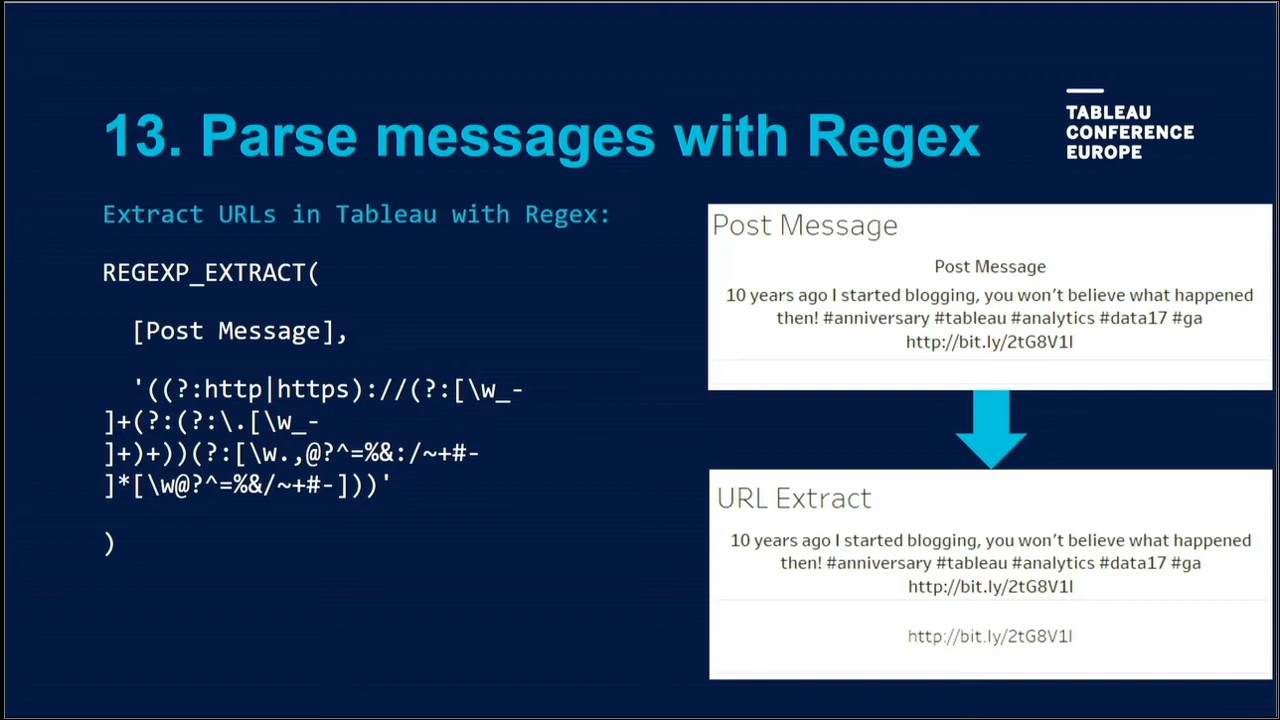 13. Parse messages with Regex
TABLEAU
CONFERENCE
EUROPE
Extract URLs in Tableau with Regex:
REGEXP_EXTRACT(
[Post Message],
'((?:http|https)://(?:[\w_-
]+(?:(?:\.[\w_-
]+)+))(?:[\w.,@?^=%&:/~+#-
]*[\w@?^=%&/~+#-]))'
)
Post Message
Post Message
10 years ago I started blogging, you won’t believe what happened
then! #anniversary #tableau #analytics #data17 #ga
http://bit.ly/2tG8V1I
URL Extract
10 years ago I started blogging, you won’t believe what happened
then! #anniversary #tableau #analytics #data17 #ga
http://bit.ly/2tG8V1I
http://bit.ly/2tG8V1I